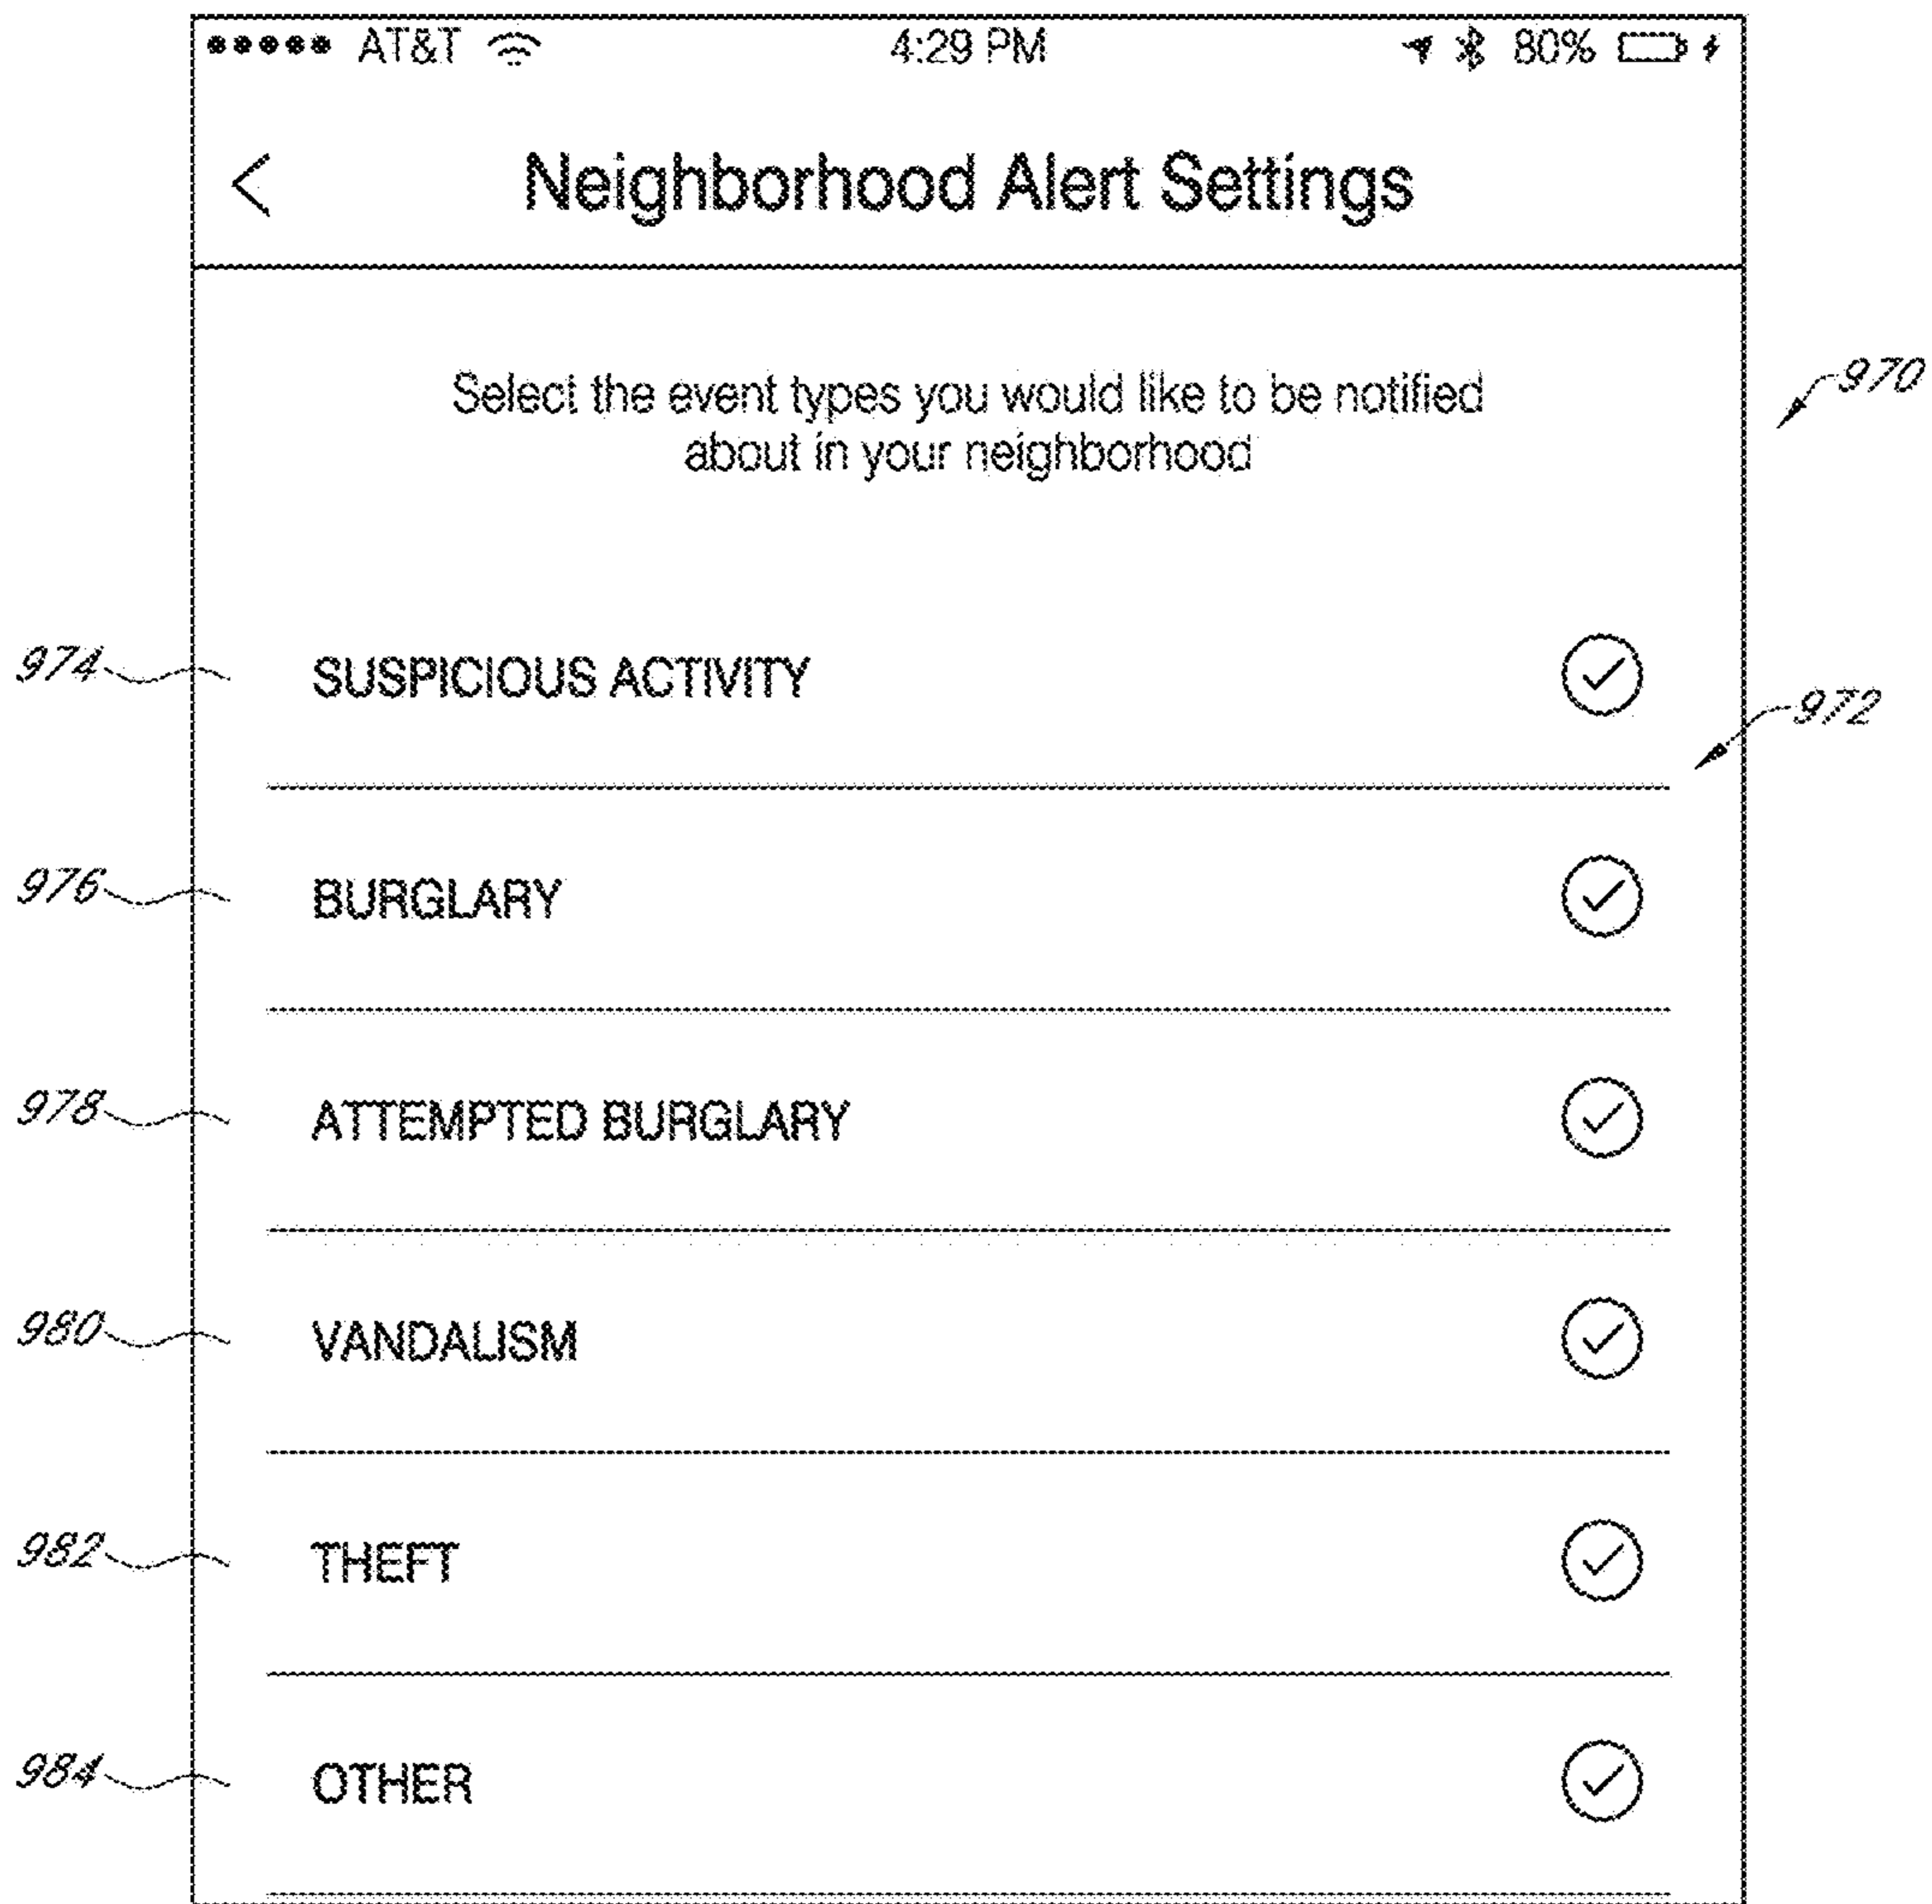 AT&T 4:29 PM 80%
< Neighborhood Alert Settings
Select the event types you would like to be notified
about in your neighborhood
970
974 SUSPICIOUS ACTIVITY
972
976 BURGLARY
978 ATTEMPTED BURGLARY
980 VANDALISM
982 THEFT
984 OTHER